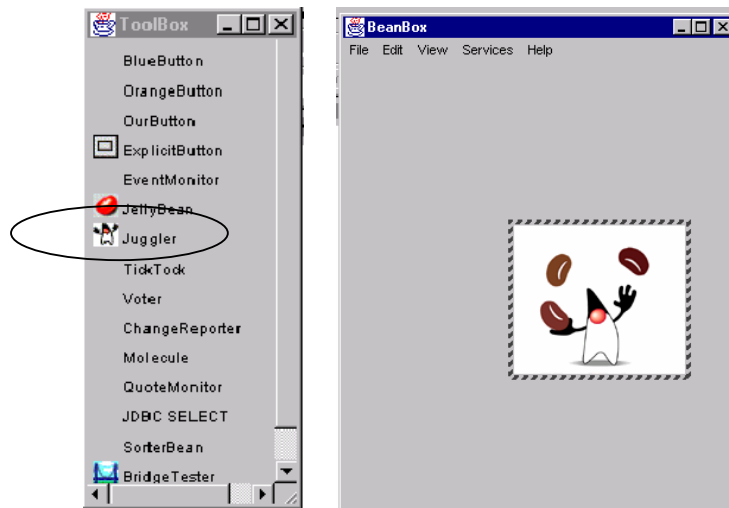 ToolBox
BlueButton
OrangeButton
OurButton
ExplicitButton
EventMonitor
JellyBean
Juggler
TickTock
Voter
ChangeReporter
Molecule
QuoteMonitor
JDBC SELECT
SorterBean
BridgeTester
BeanBox
File Edit View Services Help